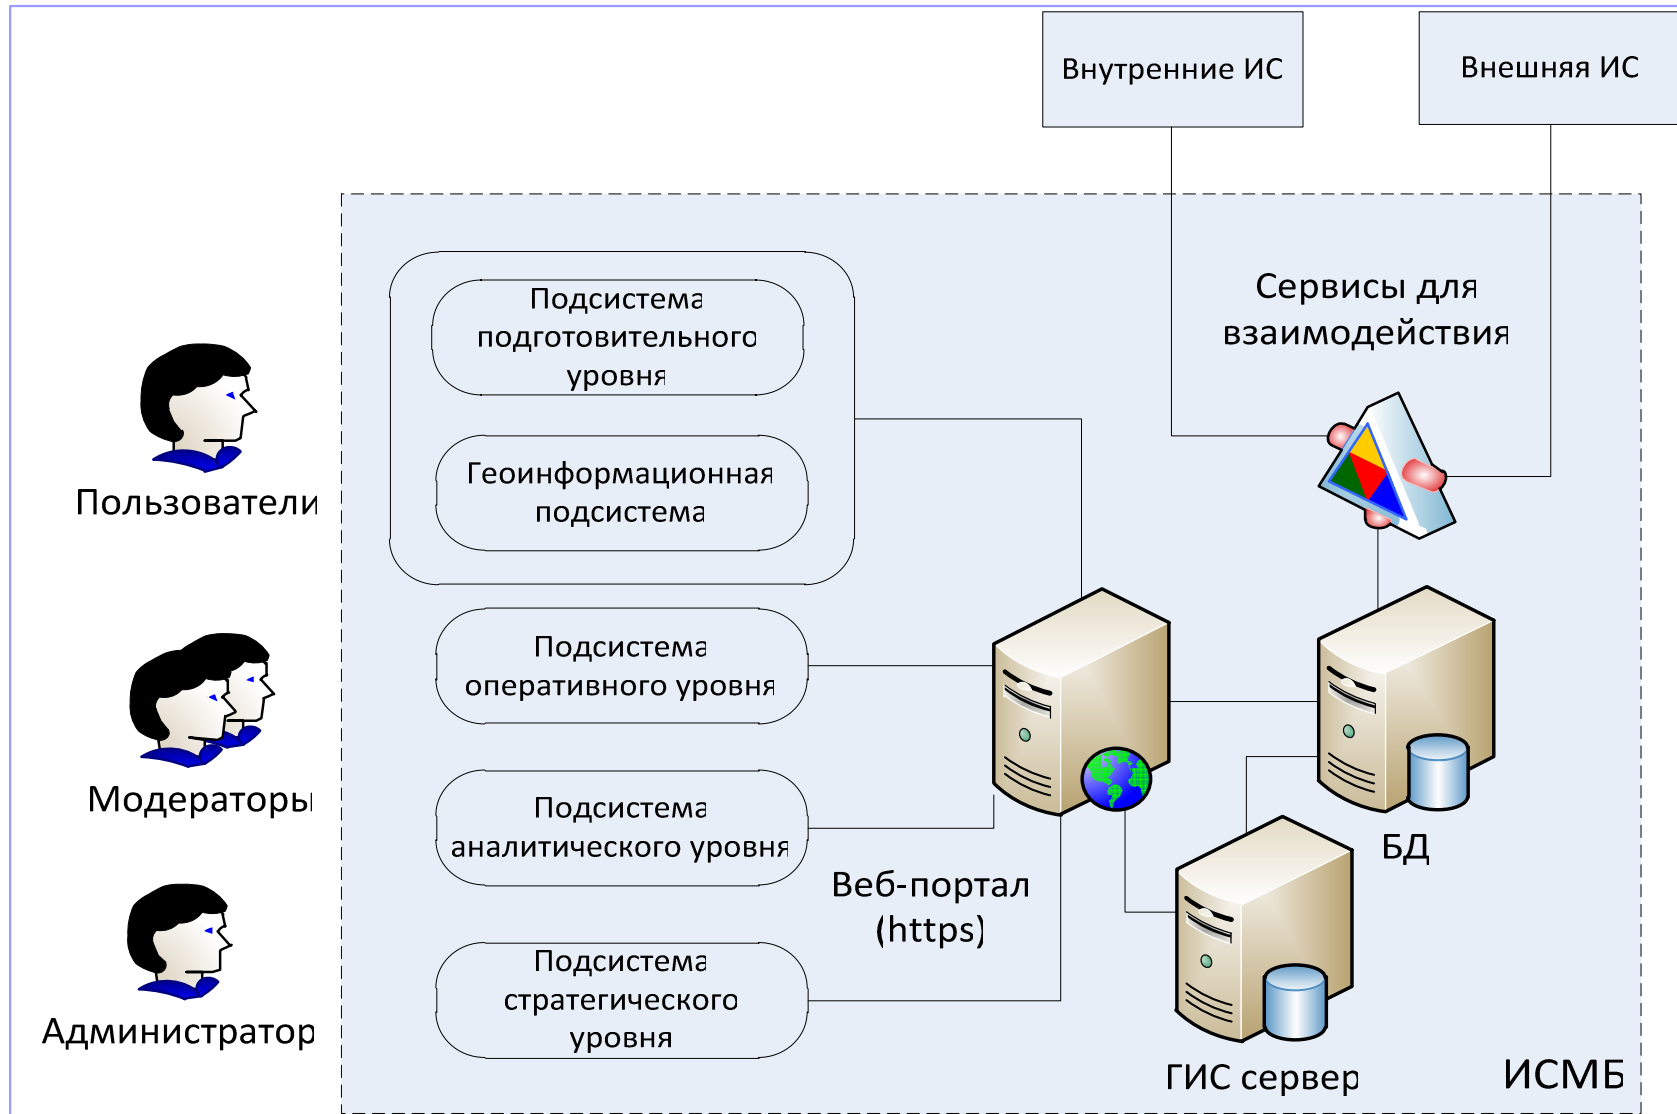 Внутренние ИС
Внешняя ИС
Сервисы для
взаимодействия
Подсистема
подготовительного
уровня
Геоинформационная
подсистема
Пользователи
Подсистема
оперативного уровня
Модераторы
Подсистема
аналитического уровня
БД
Веб-портал
(https)
Подсистема
стратегического
уровня
Администратор
ГИС сервер
ИСМБ